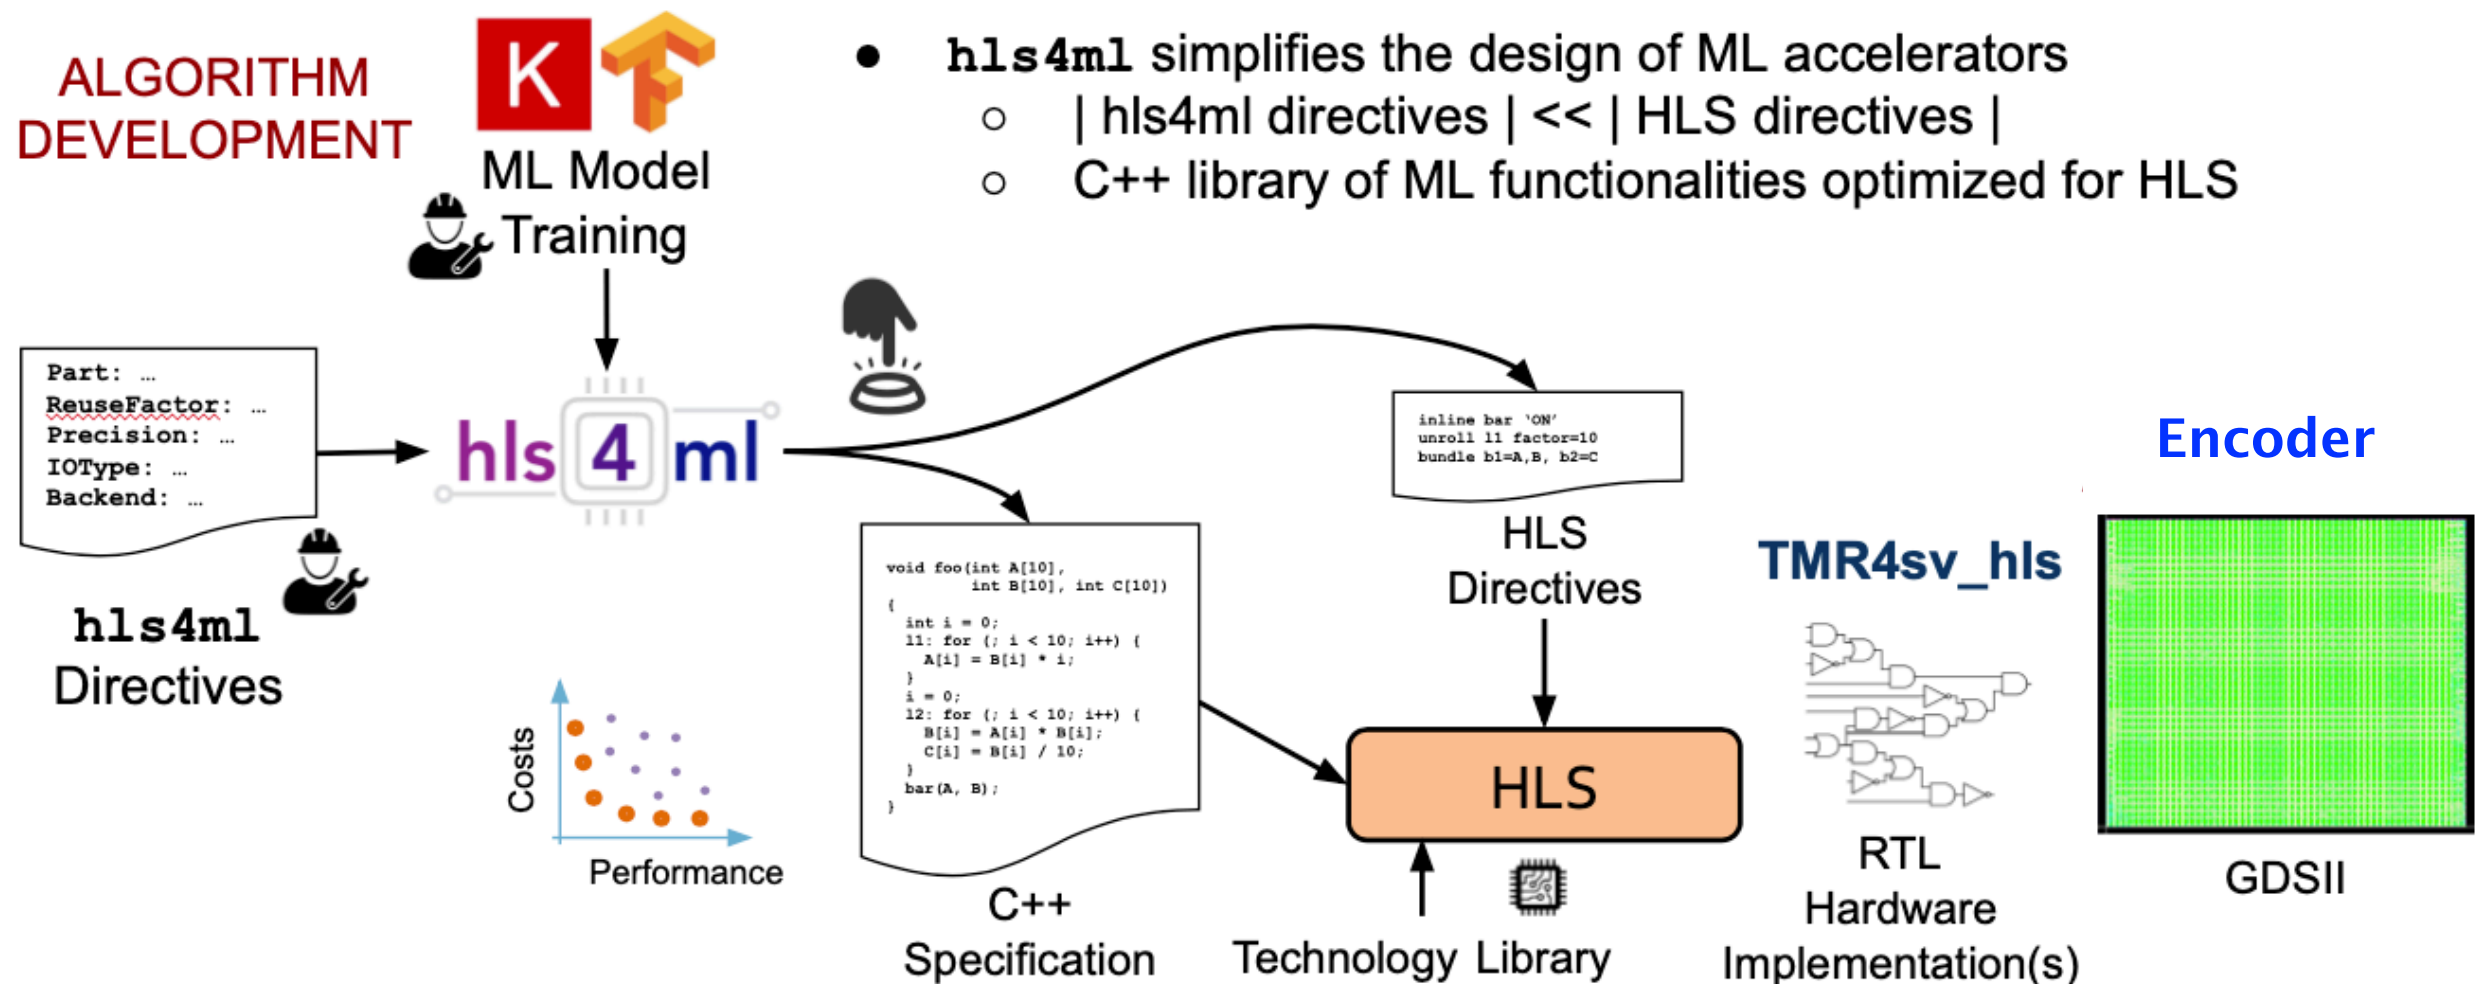 ALGORITHM
DEVELOPMENT
K
ML Model
Training
● hls4ml simplifies the design of ML accelerators
○ | hls4ml directives | << | HLS directives |
○ C++ library of ML functionalities optimized for HLS
Part: …
ReuseFactor: …
Precision: …
IOType: …
Backend: …
hls4ml
Directives
hls 4 ml
Costs
Performance
void foo(int A[10],
int B[10], int C[10])
{
int i = 0;
l1: for (; i < 10; i++) {
A[i] = B[i] * i;
}
i = 0;
l2: for (; i < 10; i++) {
B[i] = A[i] * B[i];
C[i] = B[i] / 10;
}
bar(A, B);
}
C++
Specification
inline bar ‘ON’
unroll l1 factor=10
bundle b1=A,B, b2=C
HLS
Directives
HLS
Technology Library
TMR4sv_hls
RTL
Hardware
Implementation(s)
Encoder
GDSII